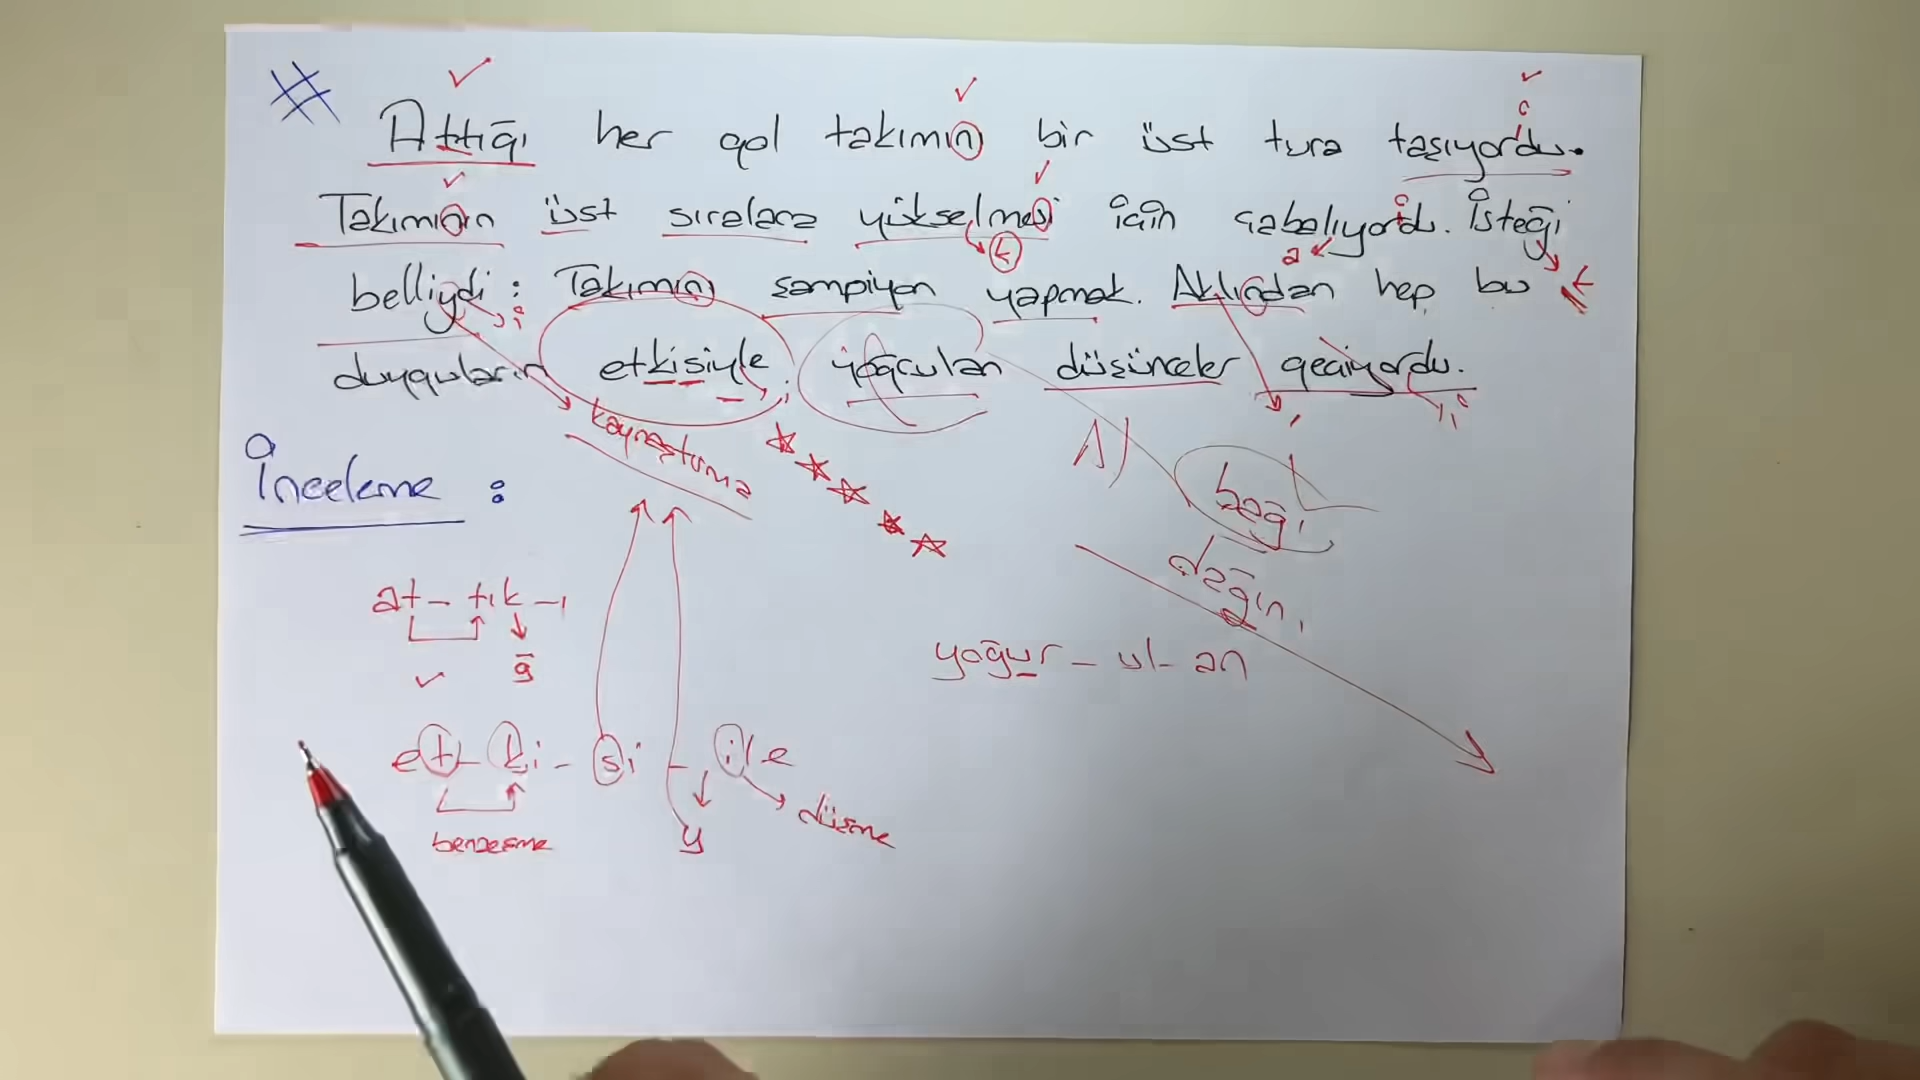 Attığı her gol takımını bir üst tura taşıyordu.
Takımının üst sıralara yükselmesi için çabalıyordu. İsteği
belliydi: Takımını şampiyon yapmak. Aklından hep bu
duyguların etkisiyle yoğrulan düşünceler geçiyordu.
kaynaştırma
İnceleme :
A)
bağı
dağın,
at - tık - ı
ğ
yoğur - ul - an
et - ki - si - ile
y
düşme
benzeşme